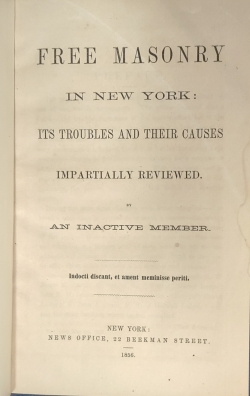 FREE MASONRY
IN NEW YORK:
ITS TROUBLES AND THEIR CAUSES
IMPARTIALLY REVIEWED.
BY
AN INACTIVE MEMBER.
Indocti discant, et ament meminisse periti.
NEW YORK:
NEWS OFFICE, 22 BEEKMAN STREET.
1856.